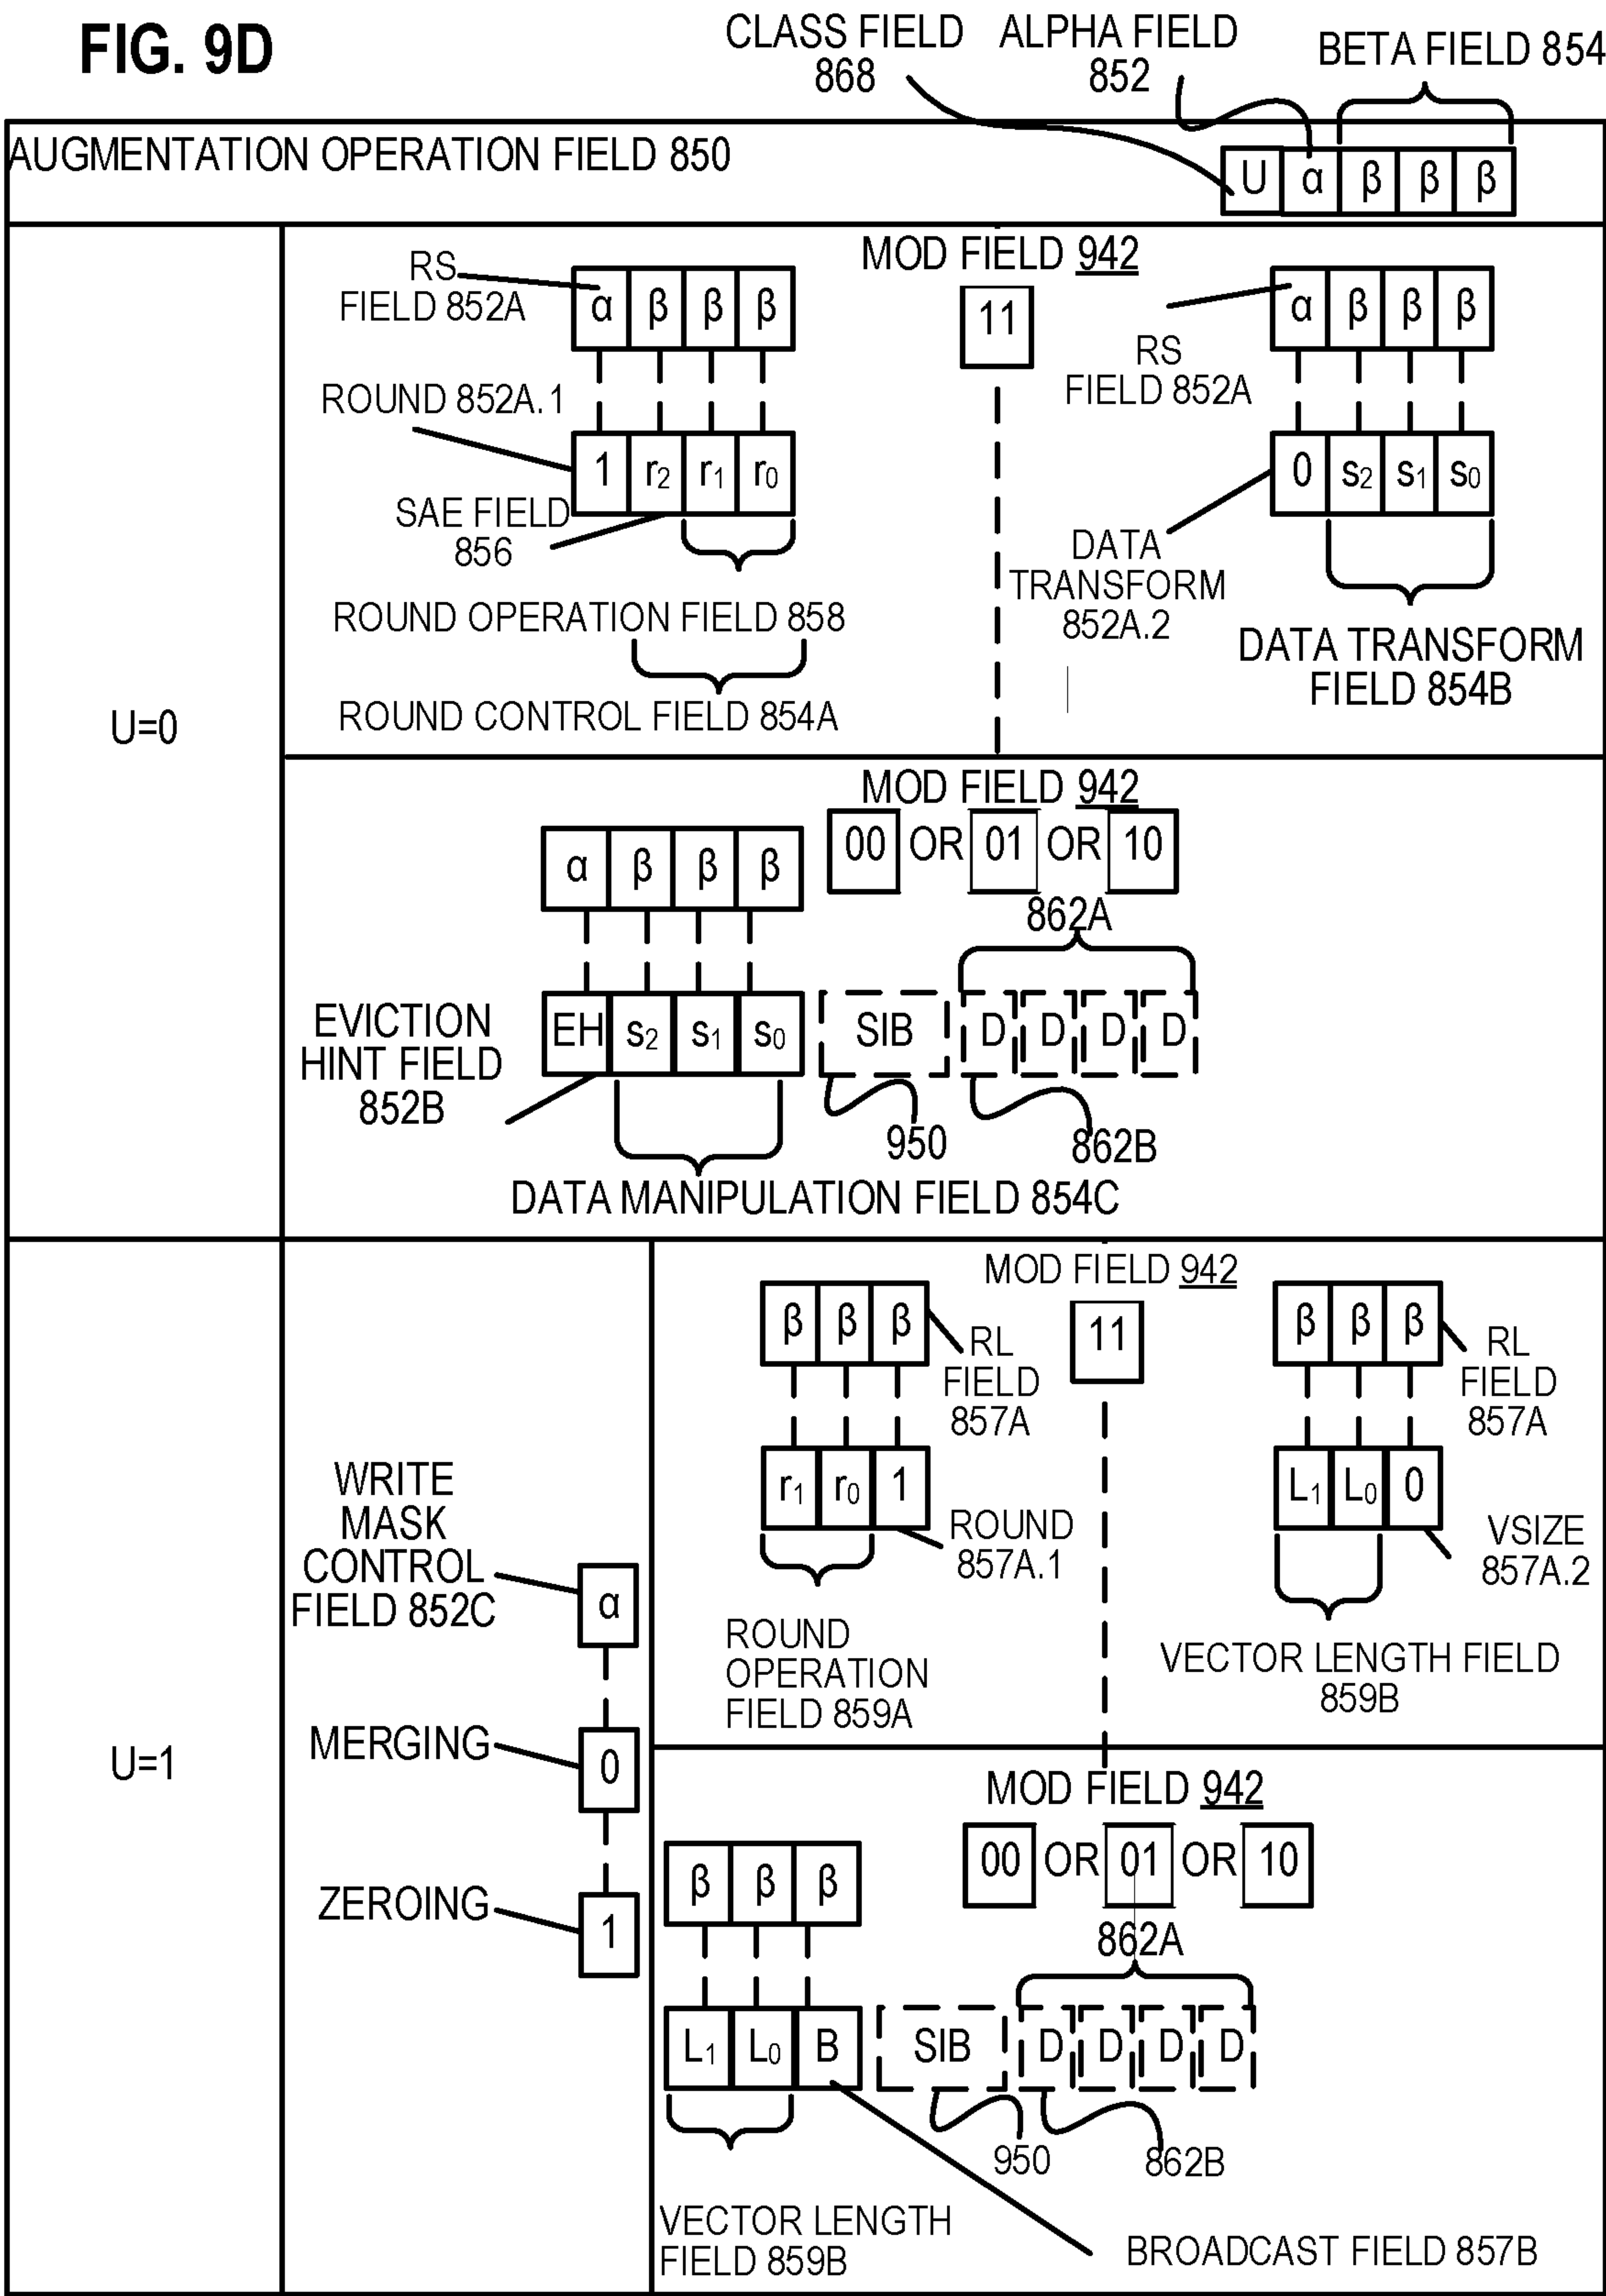 FIG. 9D
CLASS FIELD
868
ALPHA FIELD
852
BETA FIELD 854
AUGMENTATION OPERATION FIELD 850
U α β β β
U=0
MOD FIELD 942
11
RS
FIELD 852A
α β β β
ROUND 852A.1
1 r2 r1 r0
SAE FIELD
856
ROUND OPERATION FIELD 858
ROUND CONTROL FIELD 854A
α β β β
RS
FIELD 852A
0 s2 s1 s0
DATA
TRANSFORM
852A.2
DATA TRANSFORM
FIELD 854B
MOD FIELD 942
00 OR 01 OR 10
α β β β
862A
EVICTION
HINT FIELD
852B
EH s2 s1 s0 SIB D D D D
950
862B
DATA MANIPULATION FIELD 854C
U=1
WRITE
MASK
CONTROL
FIELD 852C
α
MERGING
0
ZEROING
1
MOD FIELD 942
11
β β β
RL
FIELD
857A
r1 r0 1
ROUND
857A.1
ROUND
OPERATION
FIELD 859A
β β β
RL
FIELD
857A
L1 L0 0
VSIZE
857A.2
VECTOR LENGTH FIELD
859B
MOD FIELD 942
00 OR 01 OR 10
β β β
862A
L1 L0 B SIB D D D D
950
862B
VECTOR LENGTH
FIELD 859B
BROADCAST FIELD 857B